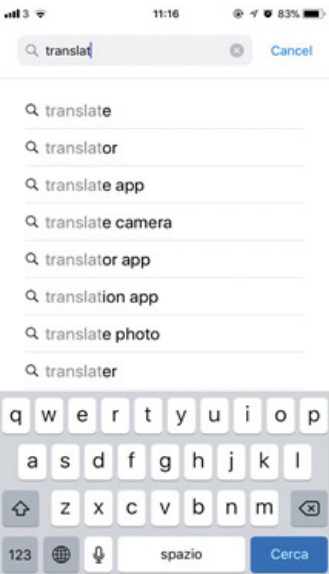 3 11:16 83%
translat Cancel
translate
translator
translate app
translate camera
translator app
translation app
translate photo
translater
q w e r t y u i o p
a s d f g h j k l
z x c v b n m
123 spazio Cerca